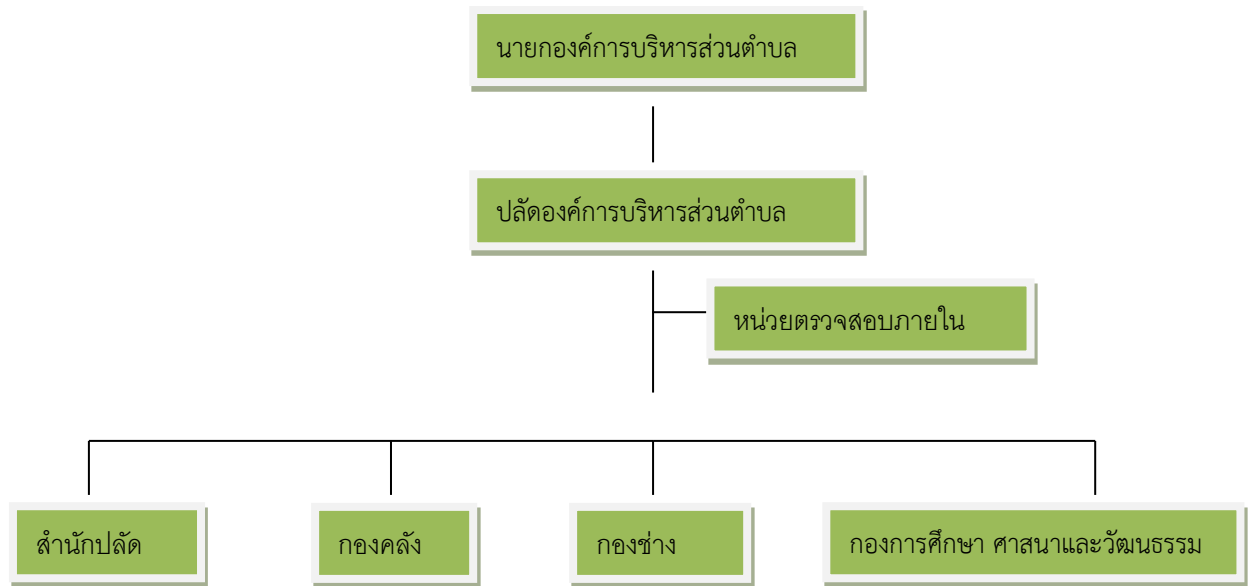 นายกองค์การบริหารส่วนตำบล
ปลัดองค์การบริหารส่วนตำบล
หน่วยตรวจสอบภายใน
สำนักปลัด
กองคลัง
กองช่าง
กองการศึกษา ศาสนาและวัฒนธรรม